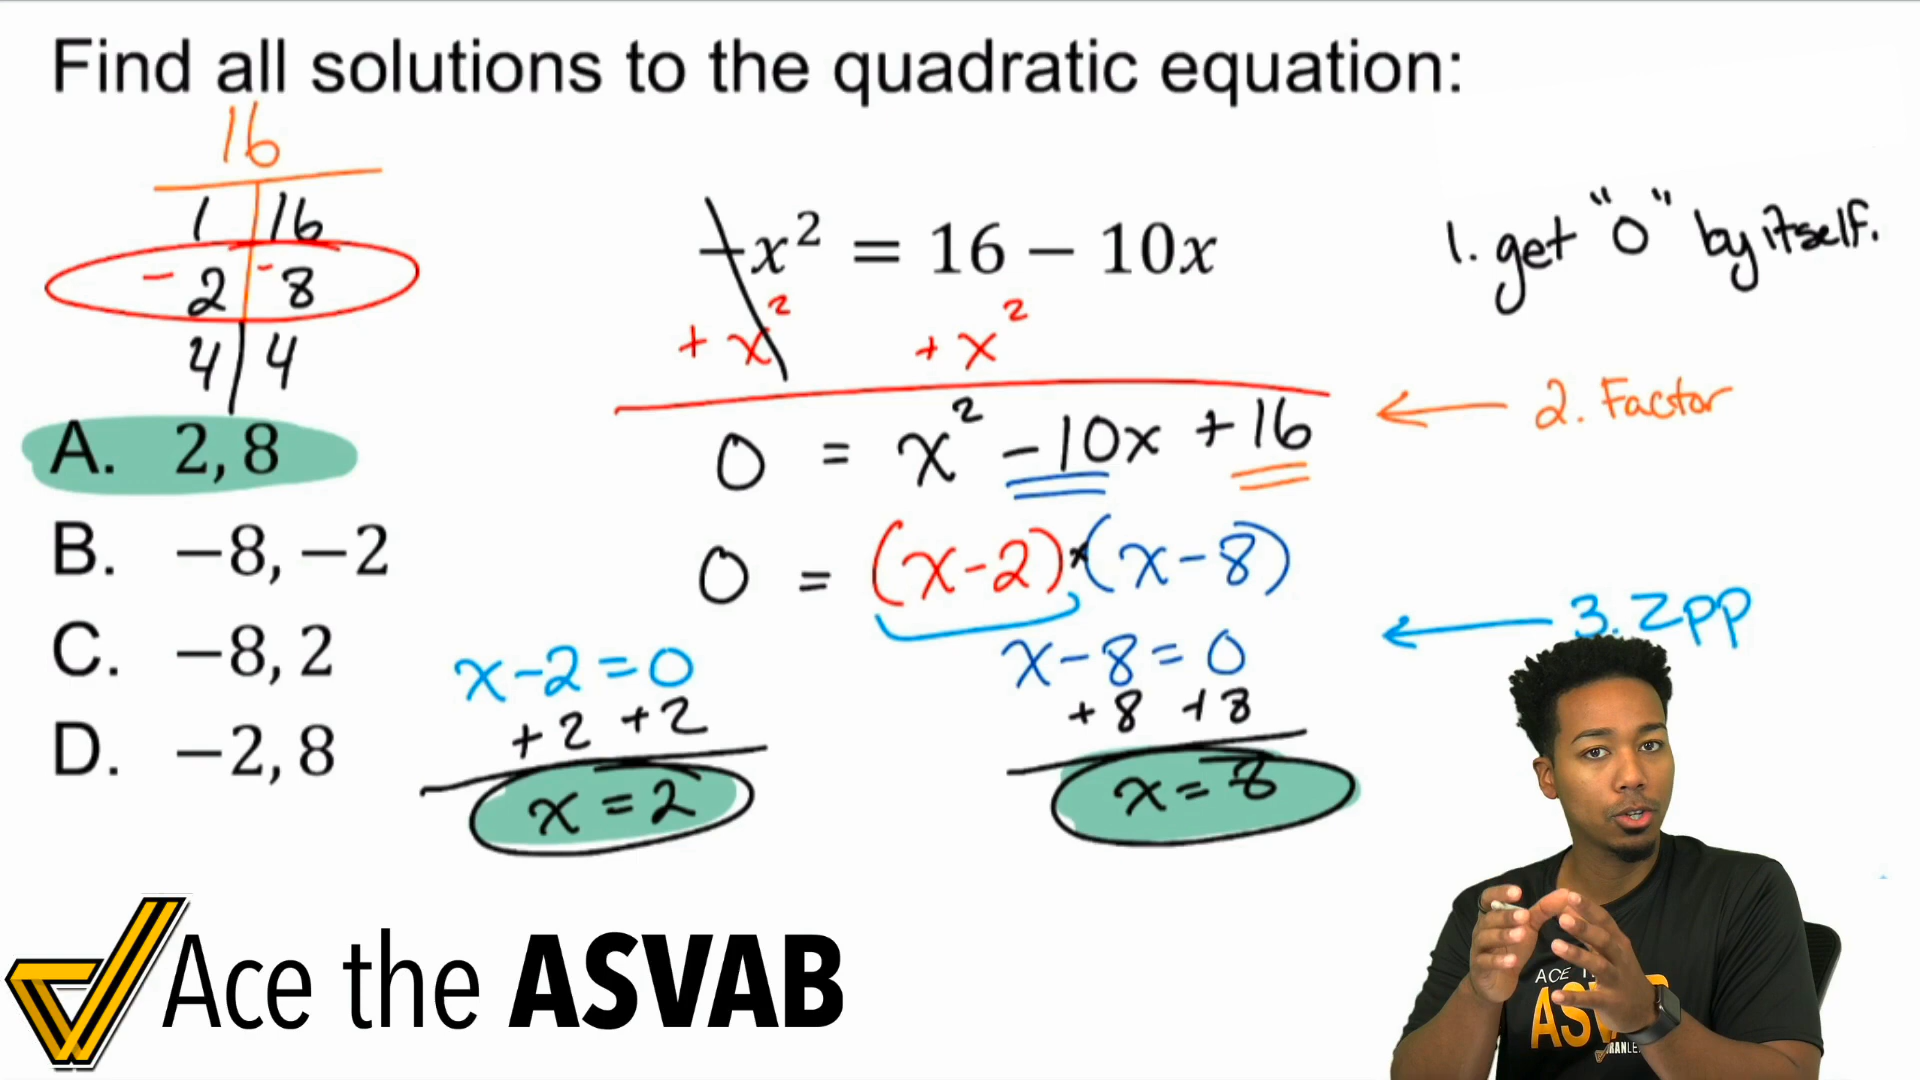 Find all solutions to the quadratic equation:
16
1 | 16
-2 | -8
4 | 4
−x² = 16 − 10x
+ x² + x²
0 = x² - 10x + 16
0 = (x-2)x(x-8)
x-2=0
+2 +2
x=2
x-8=0
+8 +8
x=8
1. get "0" by itself.
2. Factor
3. ZPP
A. 2, 8
B. −8, −2
C. −8, 2
D. −2, 8
Ace the ASVAB
ACE